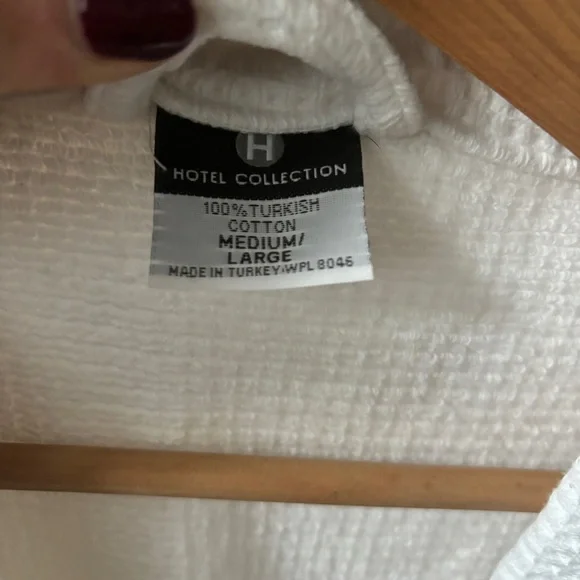 H
HOTEL COLLECTION
100% TURKISH
COTTON
MEDIUM/
LARGE
MADE IN TURKEY/WPL 8046